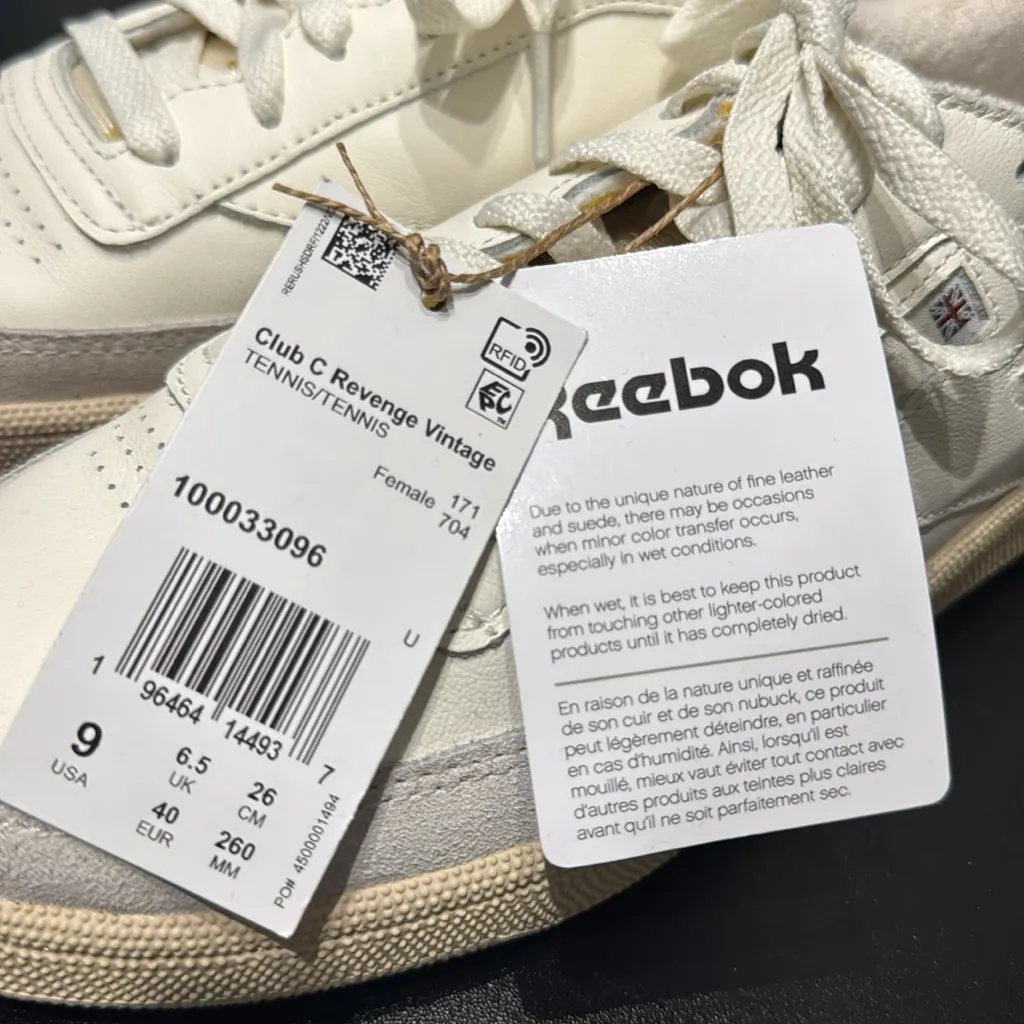 RFID
EPC
TM
Club C Revenge Vintage
TENNIS/TENNIS
Female 171
704
100033096
U
1 96464 14493 7
9 6.5 26
USA UK CM
40 260
EUR MM
PO# 4500001494
Reebok
Due to the unique nature of fine leather
and suede, there may be occasions
when minor color transfer occurs,
especially in wet conditions.
When wet, it is best to keep this product
from touching other lighter-colored
products until it has completely dried.
En raison de la nature unique et raffinée
de son cuir et de son nubuck, ce produit
peut légèrement déteindre, en particulier
en cas d'humidité. Ainsi, lorsqu'il est
mouillé, mieux vaut éviter tout contact avec
d'autres produits aux teintes plus claires
avant qu'il ne soit parfaitement sec.